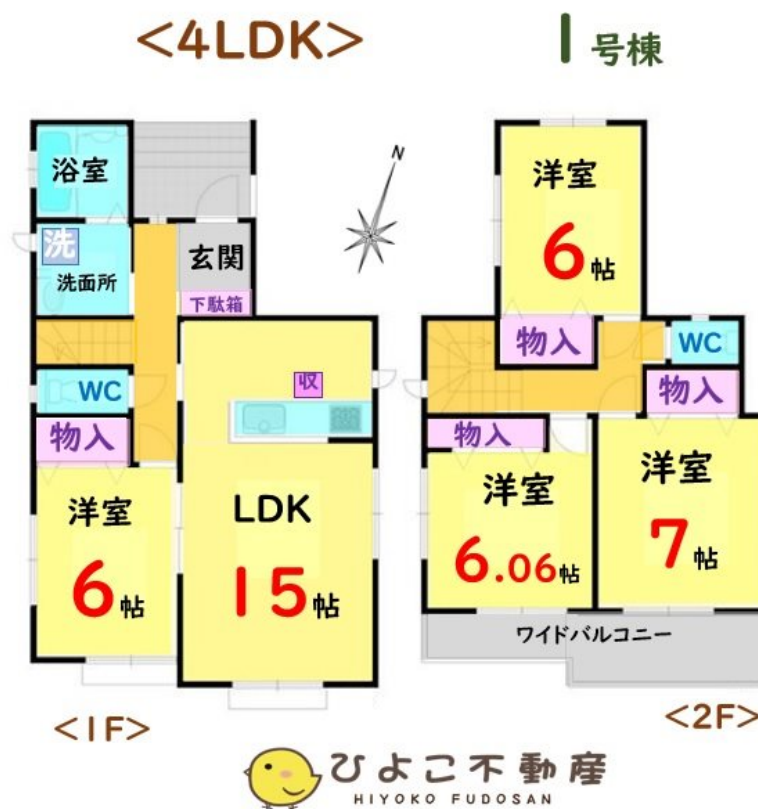 <4LDK>
1号棟
N
浴室
洗
洗面所
玄関
下駄箱
WC
物入
収
洋室
6帖
LDK
15帖
<1F>
洋室
6帖
物入
WC
物入
物入
洋室
6.06帖
洋室
7帖
ワイドバルコニー
<2F>
ひよこ不動産
HIYOKO FUDOSAN